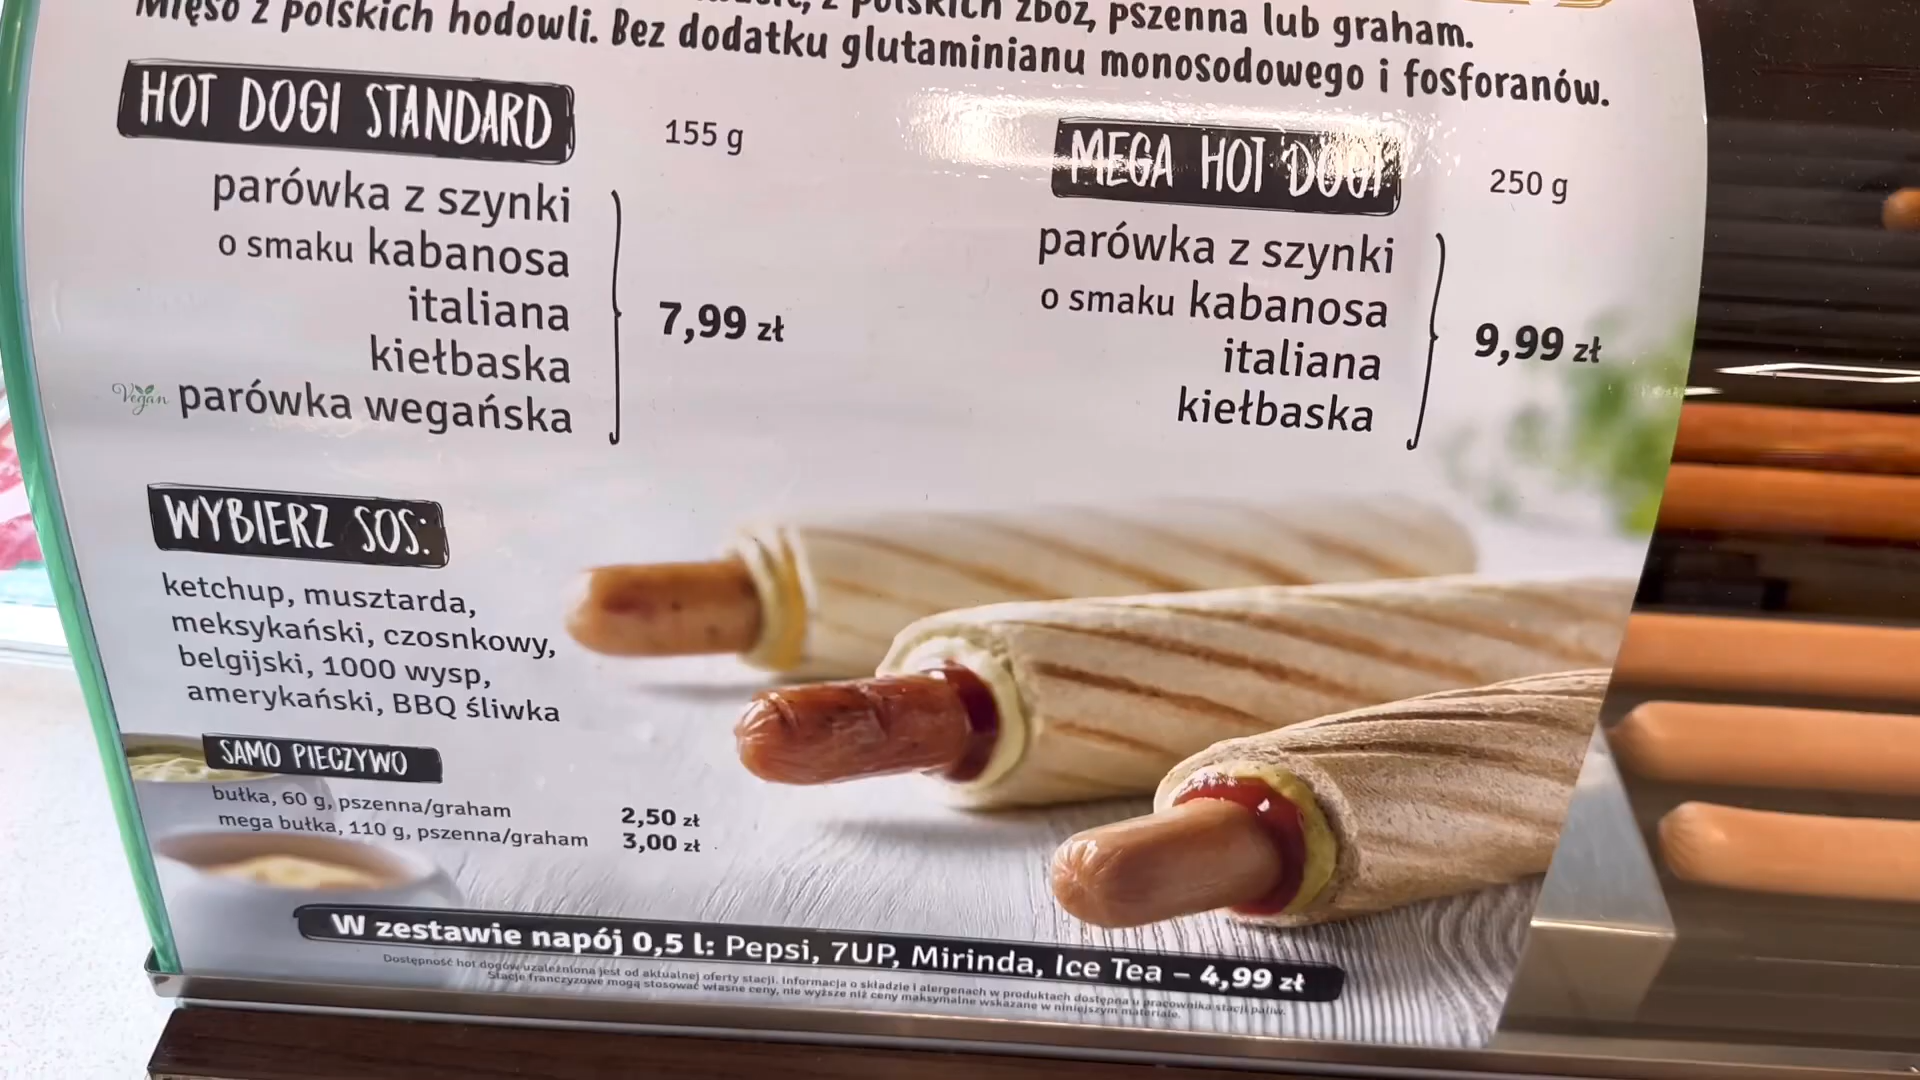 z polskich zbóż, pszenna lub graham.
Mięso z polskich hodowli. Bez dodatku glutaminianu monosodowego i fosforanów.
HOT DOGI STANDARD
155 g
parówka z szynki
o smaku kabanosa
italiana
kiełbaska
Vegan parówka wegańska
7,99 zł
MEGA HOT DOGI
250 g
parówka z szynki
o smaku kabanosa
italiana
kiełbaska
9,99 zł
WYBIERZ SOS:
ketchup, musztarda,
meksykański, czosnkowy,
belgijski, 1000 wysp,
amerykański, BBQ śliwka
SAMO PIECZYWO
bułka, 60 g, pszenna/graham 2,50 zł
mega bułka, 110 g, pszenna/graham 3,00 zł
W zestawie napój 0,5 l: Pepsi, 7UP, Mirinda, Ice Tea – 4,99 zł
Dostępność hot dogów uzależniona jest od aktualnej oferty stacji. Informacja o składzie i alergenach w produktach dostępna u pracownika stacji paliw.
Stacje franczyzowe mogą stosować własne ceny, nie wyższe niż ceny maksymalne wskazane w niniejszym materiale.